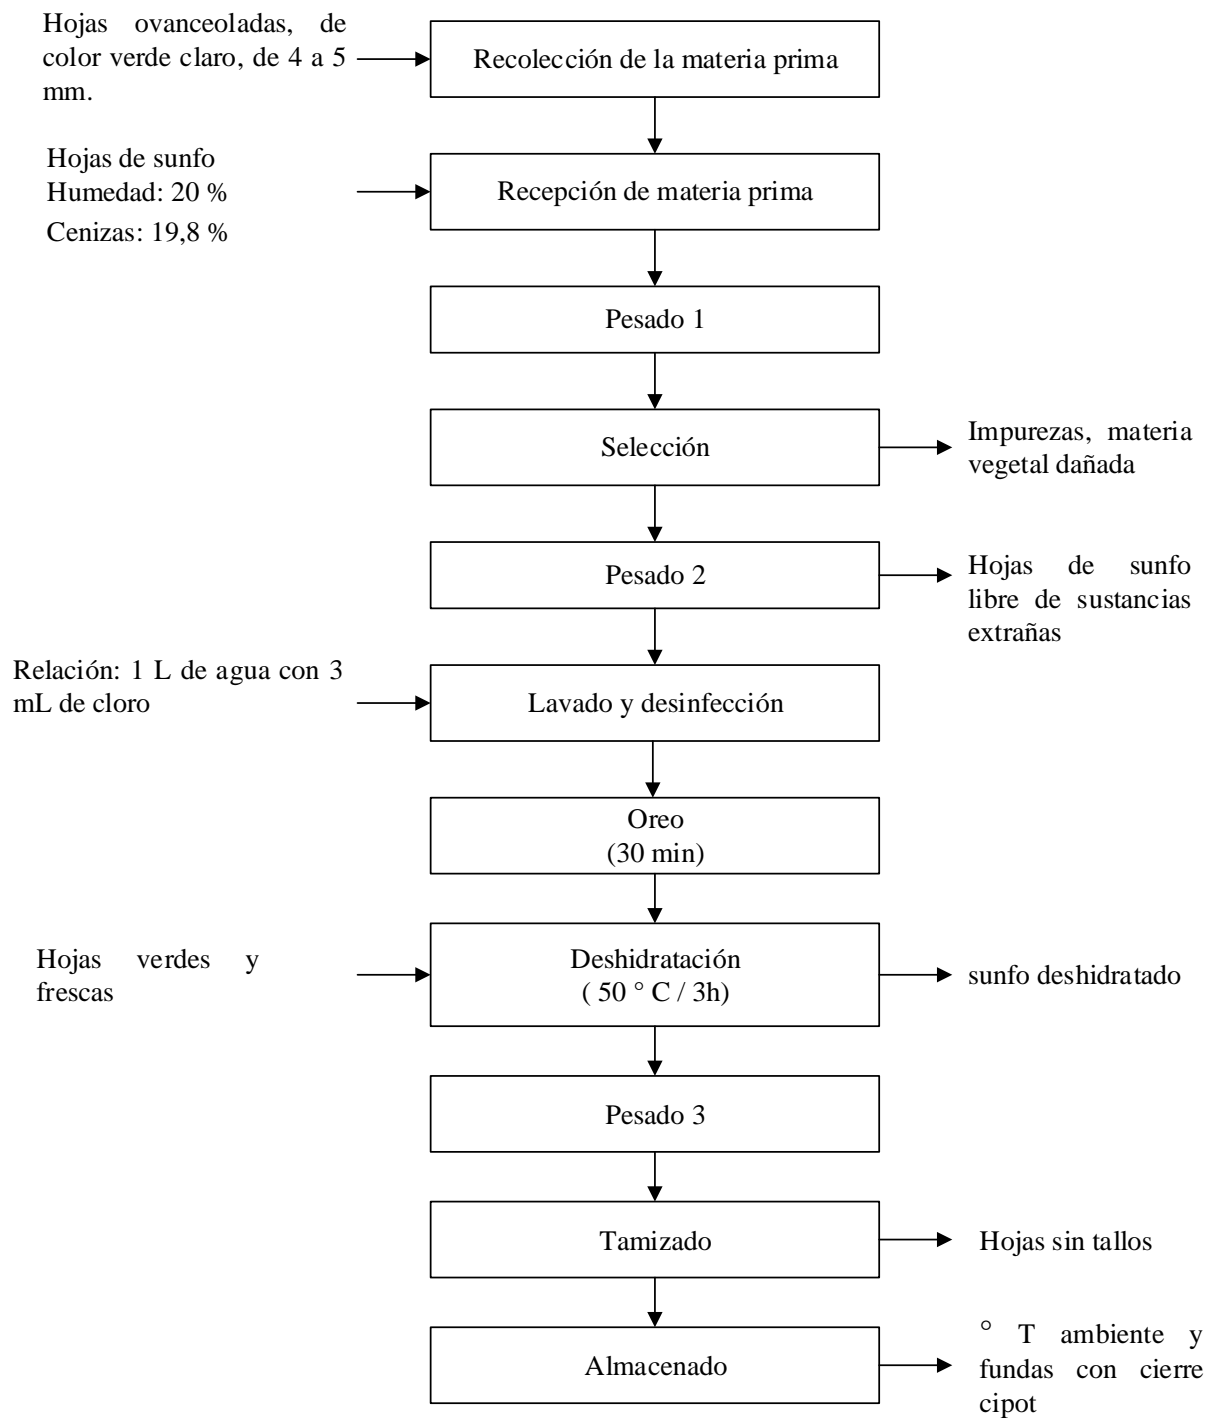 Hojas ovanceoladas, de
color verde claro, de 4 a 5
mm.
Recolección de la materia prima
Hojas de sunfo
Humedad: 20 %
Cenizas: 19,8 %
Recepción de materia prima
Pesado 1
Selección
Impurezas, materia
vegetal dañada
Pesado 2
Hojas de sunfo
libre de sustancias
extrañas
Relación: 1 L de agua con 3
mL de cloro
Lavado y desinfección
Oreo
(30 min)
Hojas verdes y
frescas
Deshidratación
( 50 ° C / 3h)
sunfo deshidratado
Pesado 3
Tamizado
Hojas sin tallos
Almacenado
° T ambiente y
fundas con cierre
cipot